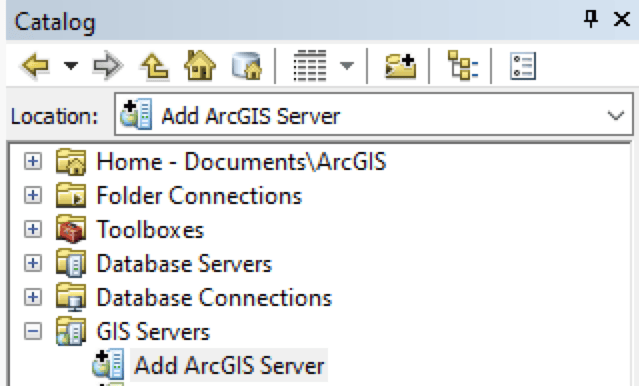 Catalog
Location: Add ArcGIS Server
Home - Documents\ArcGIS
Folder Connections
Toolboxes
Database Servers
Database Connections
GIS Servers
Add ArcGIS Server